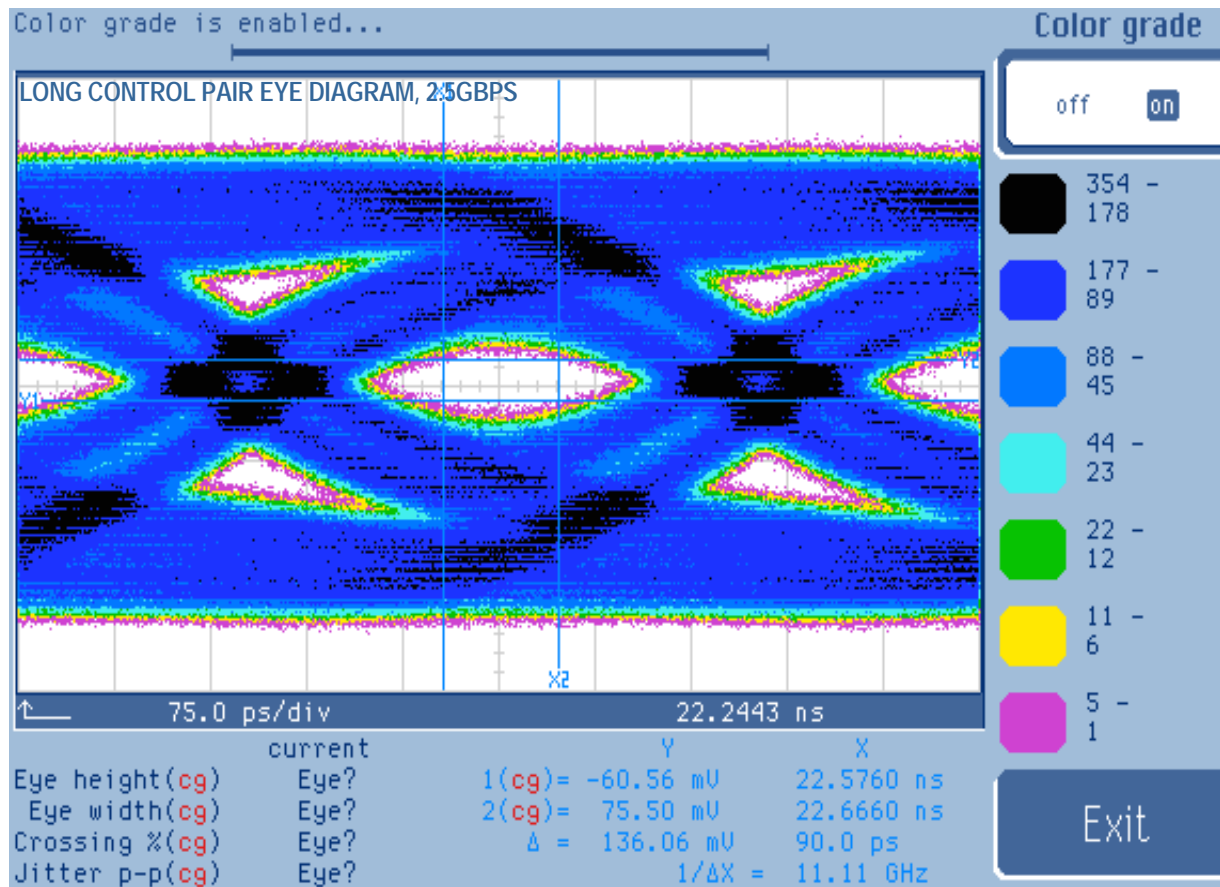 Color grade is enabled...
Color grade
LONG CONTROL PAIR EYE DIAGRAM, 2.5GBPS
X1
off on
354 -
178
177 -
89
88 -
45
44 -
23
22 -
12
11 -
6
5 -
1
Y2
Y1
X2
75.0 ps/div 22.2443 ns
current Y X
Eye height(cg) Eye? 1(cg)= -60.56 mV 22.5760 ns
Eye width(cg) Eye? 2(cg)= 75.50 mV 22.6660 ns
Crossing %(cg) Eye? Δ = 136.06 mV 90.0 ps
Jitter p-p(cg) Eye? 1/ΔX = 11.11 GHz
Exit